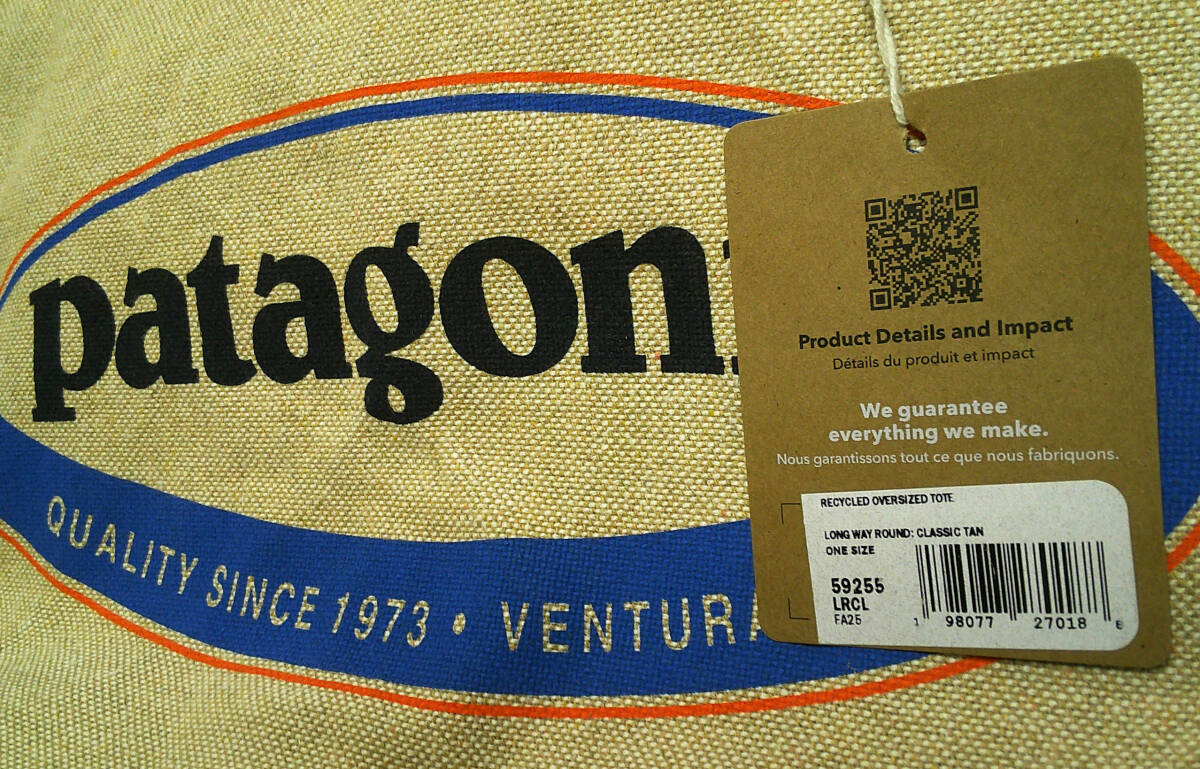 patagon
QUALITY SINCE 1973 • VENTURA
Product Details and Impact
Détails du produit et impact
We guarantee
everything we make.
Nous garantissons tout ce que nous fabriquons.
RECYCLED OVERSIZED TOTE
LONG WAY ROUND: CLASSIC TAN
ONE SIZE
59255
LRCL
FA25
1 98077 27018 6